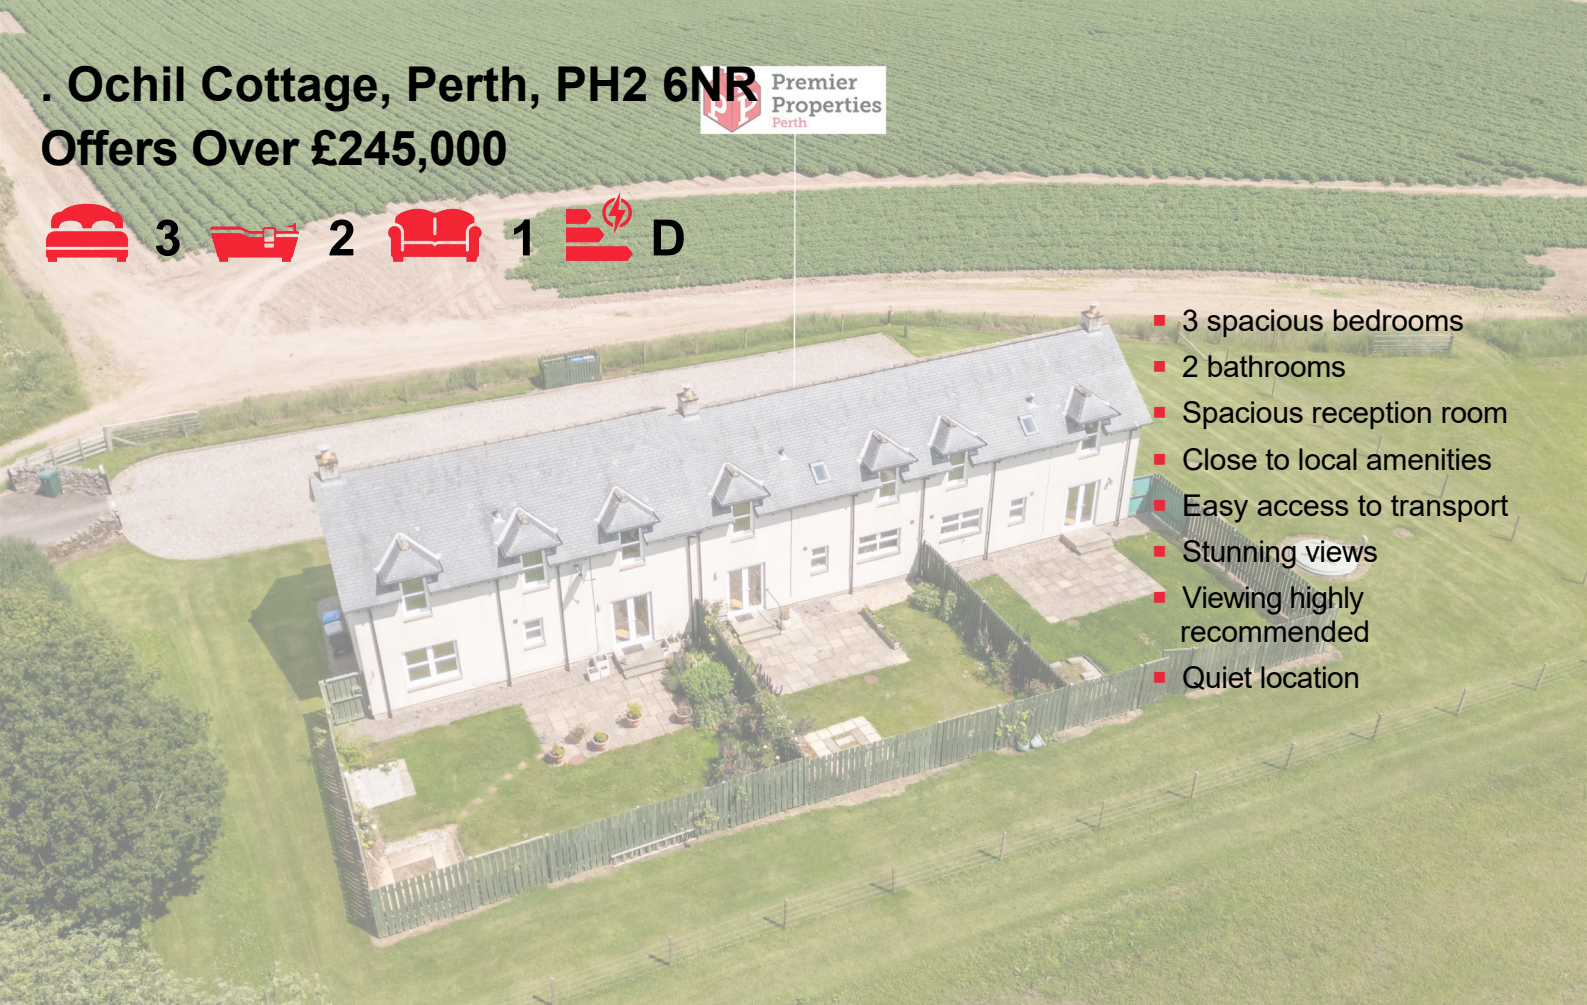 . Ochil Cottage, Perth, PH2 6NR
Premier
Properties
Perth
Offers Over £245,000
3 2 1 D
3 spacious bedrooms
2 bathrooms
Spacious reception room
Close to local amenities
Easy access to transport
Stunning views
Viewing highly
recommended
Quiet location